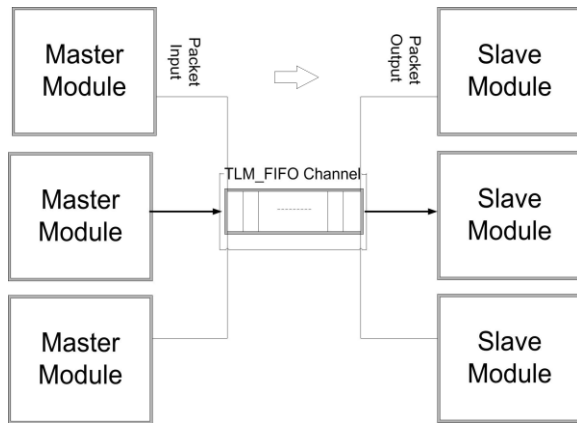 Master
Module
Packet
Input
Packet
Output
Slave
Module
Master
Module
TLM_FIFO Channel
Slave
Module
Master
Module
Slave
Module